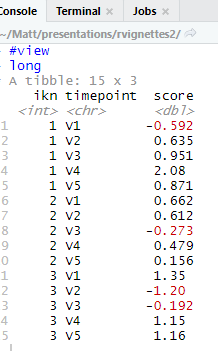 Console Terminal × Jobs ×
~/Matt/presentations/rvignettes2/
#view
long
A tibble: 15 x 3
ikn timepoint score
<int> <chr> <dbl>
1 1 V1 -0.592
2 1 V2 0.635
3 1 V3 0.951
4 1 V4 2.08
5 1 V5 0.871
6 2 V1 0.662
7 2 V2 0.612
8 2 V3 -0.273
9 2 V4 0.479
0 2 V5 0.156
1 3 V1 1.35
2 3 V2 -1.20
3 3 V3 -0.192
4 3 V4 1.15
5 3 V5 1.16